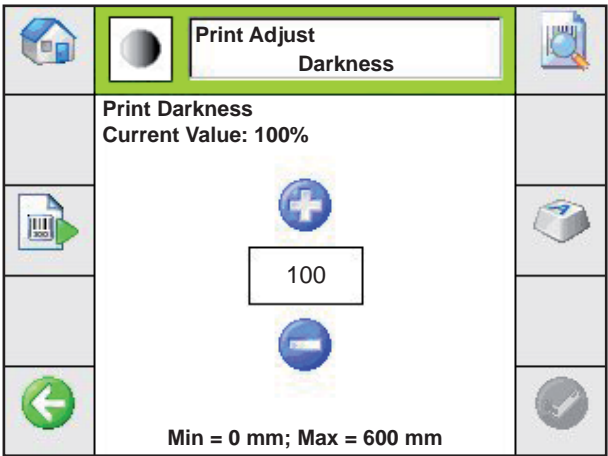 Print Adjust
Darkness
Print Darkness
Current Value: 100%
100
Min = 0 mm; Max = 600 mm